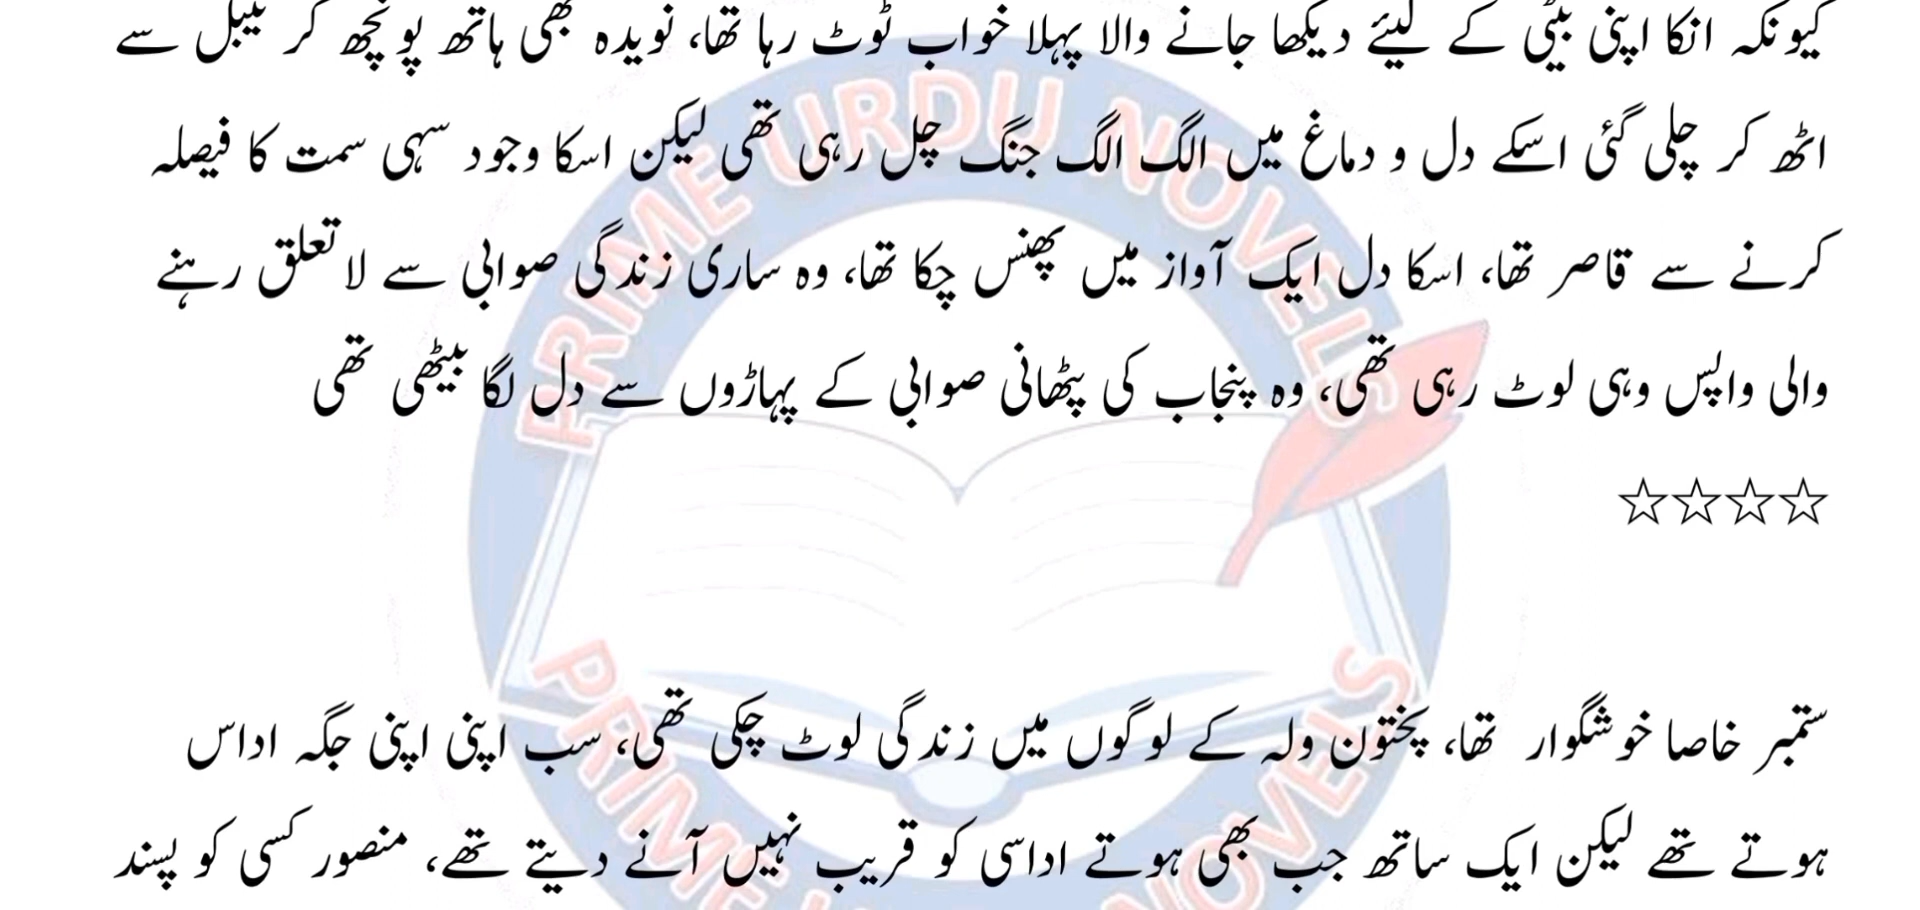 کیونکہ انکا اپنی بیٹی کے لیئے دیکھا جانے والا پہلا خواب ٹوٹ رہا تھا، نویدہ بھی ہاتھ پونچھ کر ٹیبل سے
اٹھ کر چلی گئی اسکے دل و دماغ میں الگ الگ جنگ چل رہی تھی لیکن اسکا وجود سہی سمت کا فیصلہ
کرنے سے قاصر تھا، اسکا دل ایک آواز میں پھنس چکا تھا، وہ ساری زندگی صوابی سے لا تعلق رہنے
والی واپس وہی لوٹ رہی تھی، وہ پنجاب کی پٹھانی صوابی کے پہاڑوں سے دل لگا بیٹھی تھی
☆☆☆☆
ستمبر خاصا خوشگوار تھا، پختون ولہ کے لوگوں میں زندگی لوٹ چکی تھی، سب اپنی اپنی جگہ اداس
ہوتے تھے لیکن ایک ساتھ جب بھی ہوتے اداسی کو قریب نہیں آنے دیتے تھے، منصور کسی کو پسند
PRIME URDU NOVELS